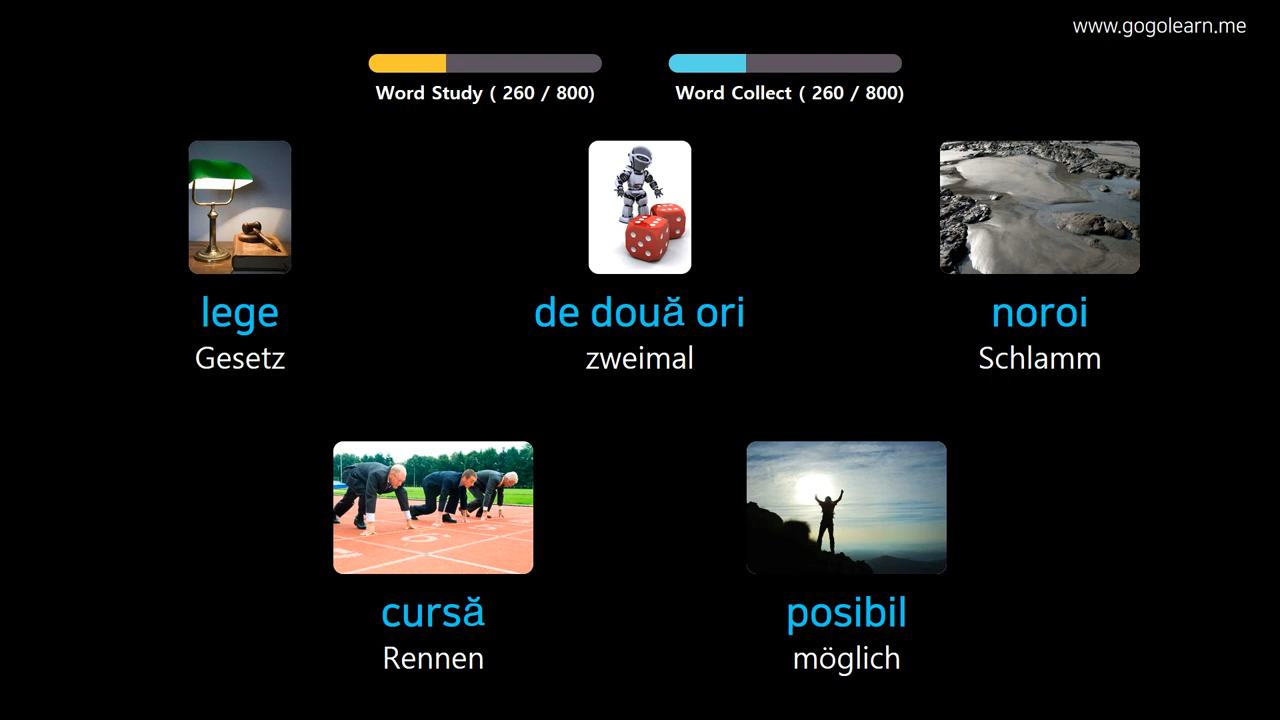 www.gogolearn.me
Word Study ( 260 / 800)
Word Collect ( 260 / 800)
lege
Gesetz
de două ori
zweimal
noroi
Schlamm
cursă
Rennen
posibil
möglich